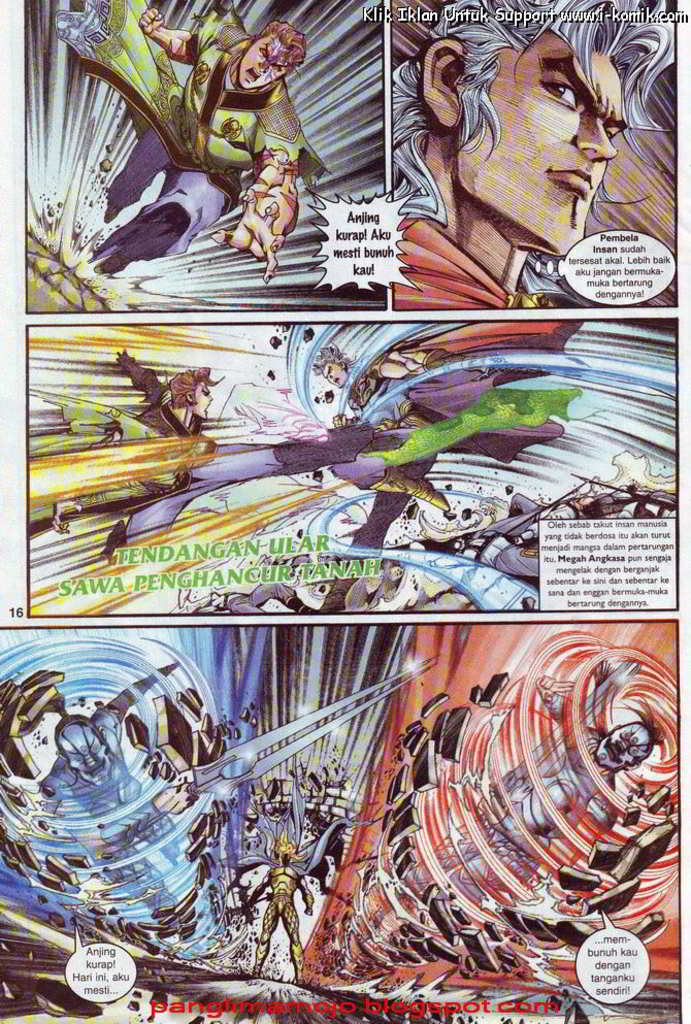 Klik Iklan Untuk Support www.i-komik.com
Anjing
kurap! Aku
mesti bunuh
kau!
Pembela
Insan sudah
tersesat akal. Lebih baik
aku jangan bermuka-
muka bertarung
dengannya!
TENDANGAN ULAR
SAWA PENGHANCUR TANAH
Oleh sebab takut insan manusia
yang tidak berdosa itu akan turut
menjadi mangsa dalam pertarungan
itu, Megah Angkasa pun sengaja
mengelak dengan berganjak
sebentar ke sini dan sebentar ke
sana dan enggan bermuka-muka
bertarung dengannya.
16
Anjing
kurap!
Hari ini, aku
mesti...
...mem-
bunuh kau
dengan
tanganku
sendiri!
panglimamojo.blogspot.com